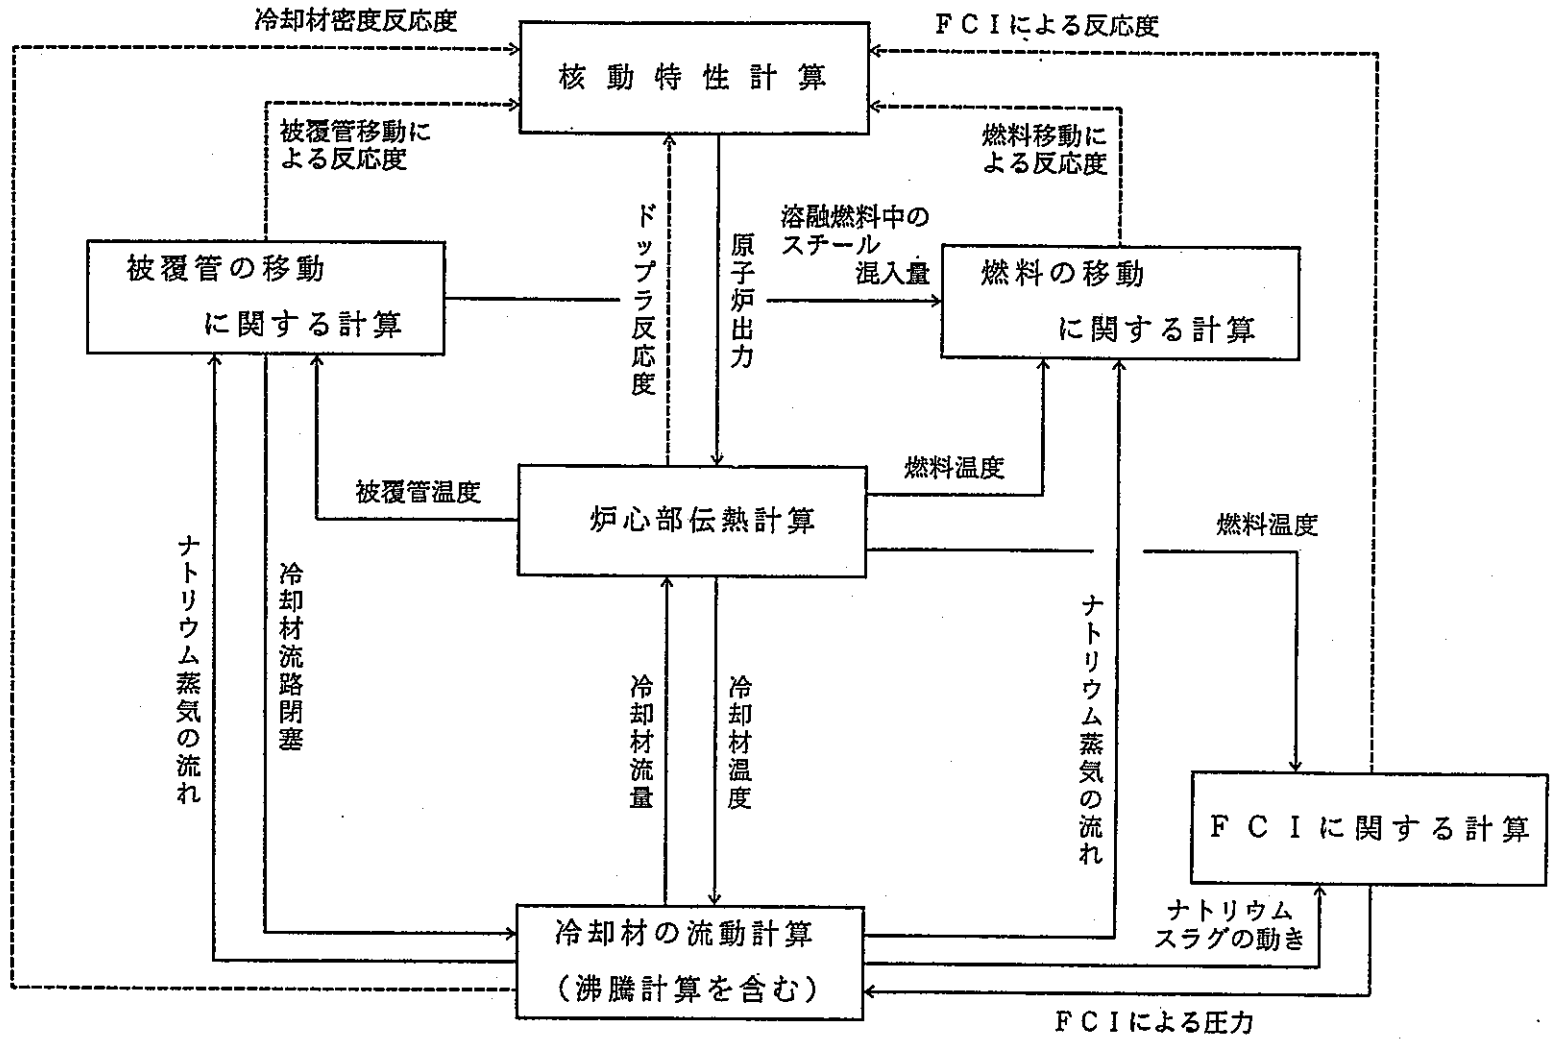 冷却材密度反応度
FCIによる反応度
核動特性計算
被覆管移動に
よる反応度
燃料移動に
よる反応度
ドップラ反応度
原子炉出力
溶融燃料中の
スチール
混入量
被覆管の移動
に関する計算
燃料の移動
に関する計算
被覆管温度
炉心部伝熱計算
燃料温度
燃料温度
ナトリウム蒸気の流れ
冷却材流路閉塞
冷却材流量
冷却材温度
ナトリウム蒸気の流れ
FCIに関する計算
ナトリウム
スラグの動き
冷却材の流動計算
(沸騰計算を含む)
FCIによる圧力